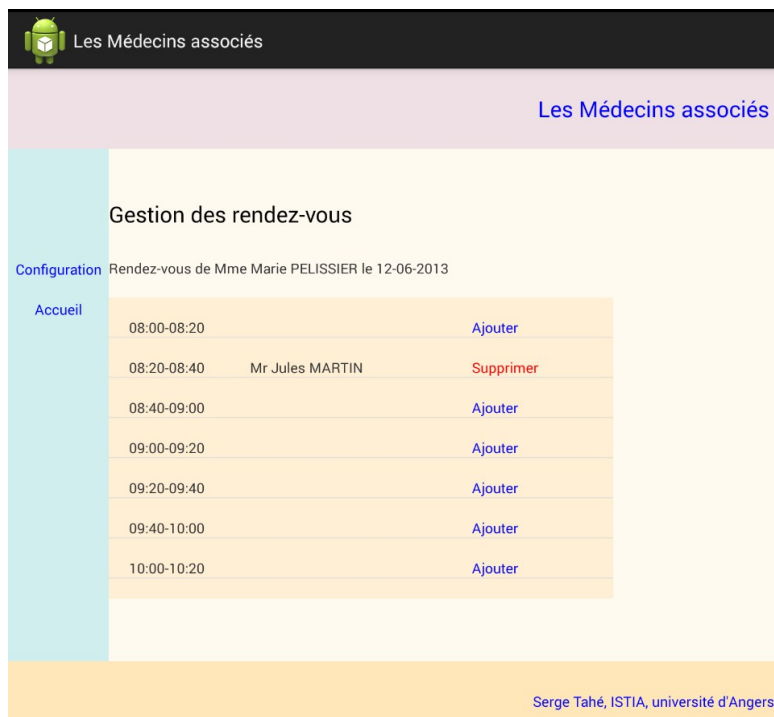 Les Médecins associés
Les Médecins associés
Gestion des rendez-vous
Configuration
Rendez-vous de Mme Marie PELISSIER le 12-06-2013
Accueil
08:00-08:20 Ajouter
08:20-08:40 Mr Jules MARTIN Supprimer
08:40-09:00 Ajouter
09:00-09:20 Ajouter
09:20-09:40 Ajouter
09:40-10:00 Ajouter
10:00-10:20 Ajouter
Serge Tahé, ISTIA, université d'Angers